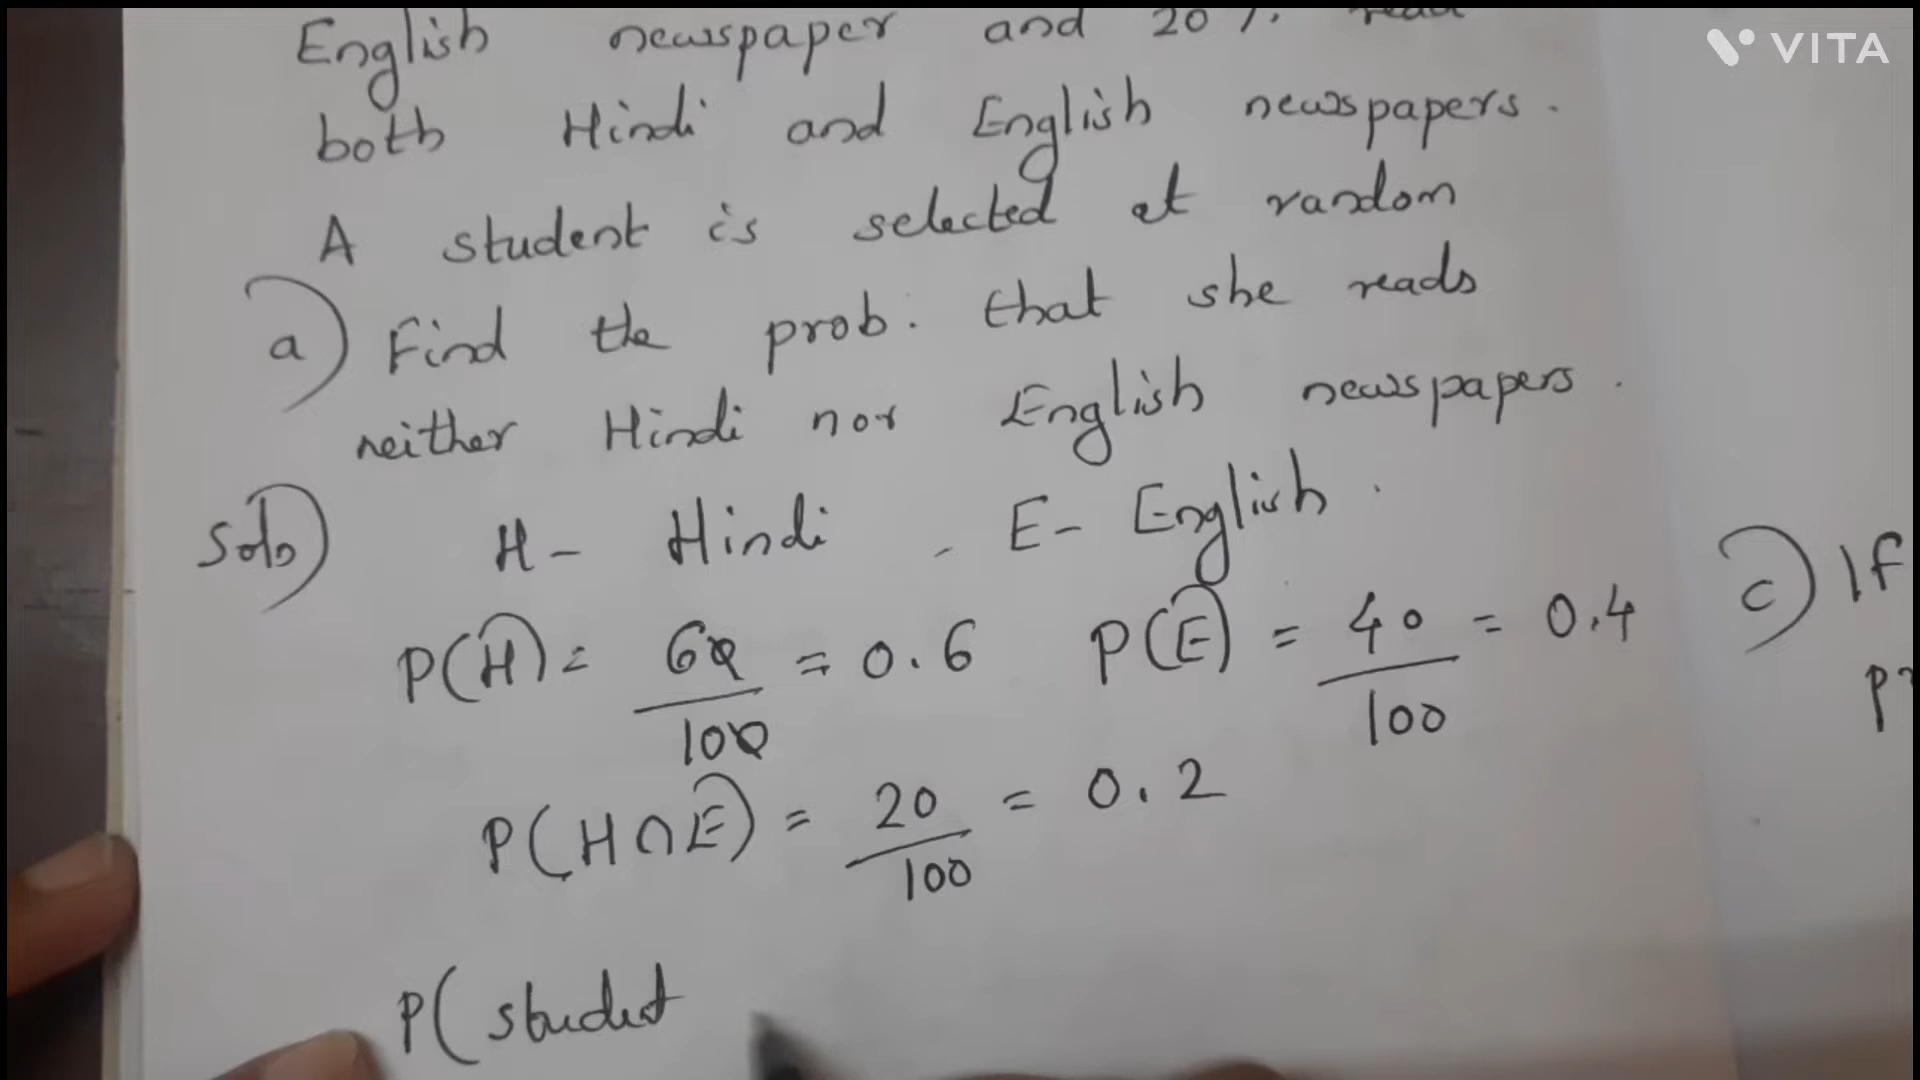 English newspaper and 20 %. read
both Hindi and English newspapers.
A student is selected at random
a) Find the prob. that she reads
neither Hindi nor English newspapers.
Soln) H - Hindi - E - English.
P(H) = 60/100 = 0.6 P(E) = 40/100 = 0.4
P(H∩E) = 20/100 = 0.2
P( student
c) If
VITA